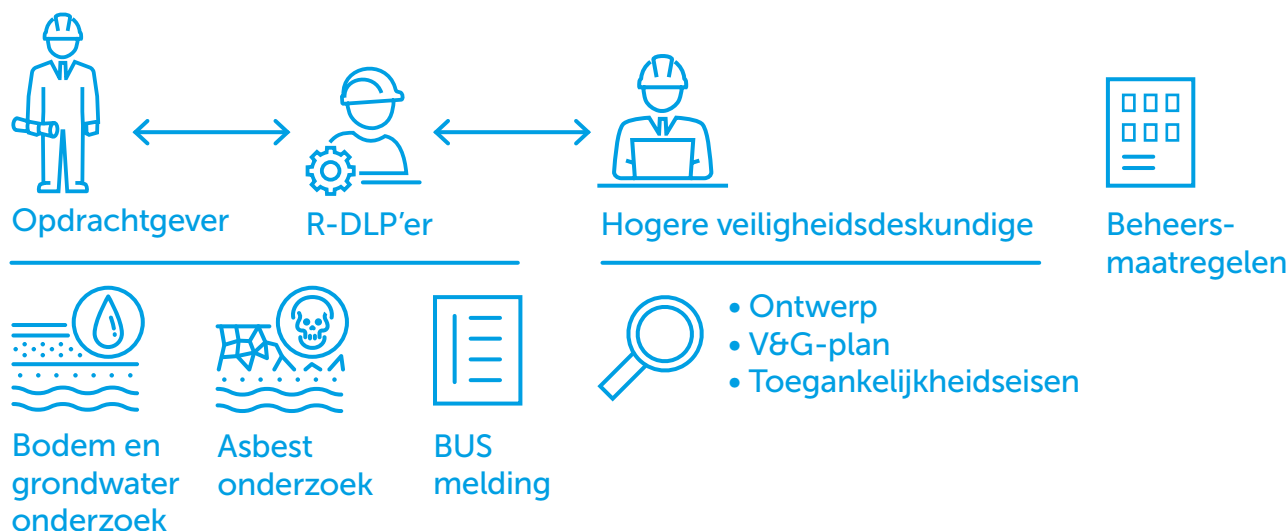 Opdrachtgever
R-DLP'er
Hogere veiligheidsdeskundige
Beheers-
maatregelen
Bodem en
grondwater
onderzoek
Asbest
onderzoek
BUS
melding
• Ontwerp
• V&G-plan
• Toegankelijkheidseisen